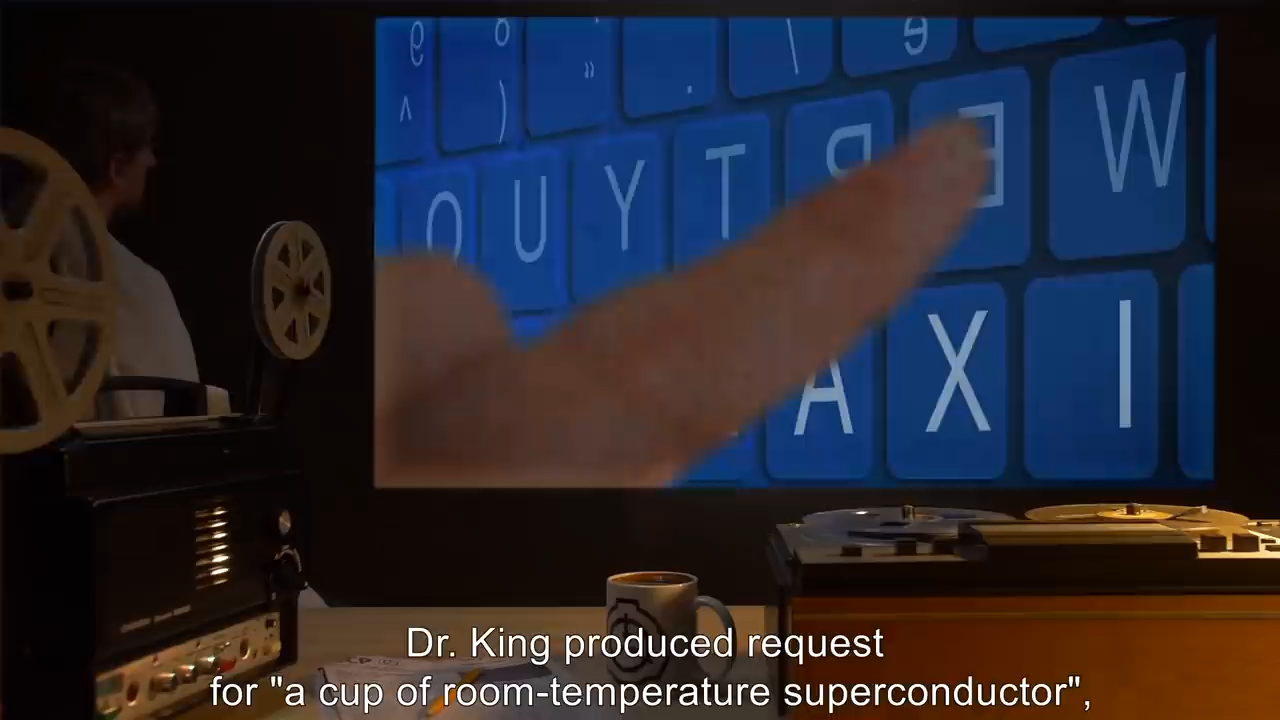 O U Y T R E W
A X I
Dr. King produced request
for "a cup of room-temperature superconductor",